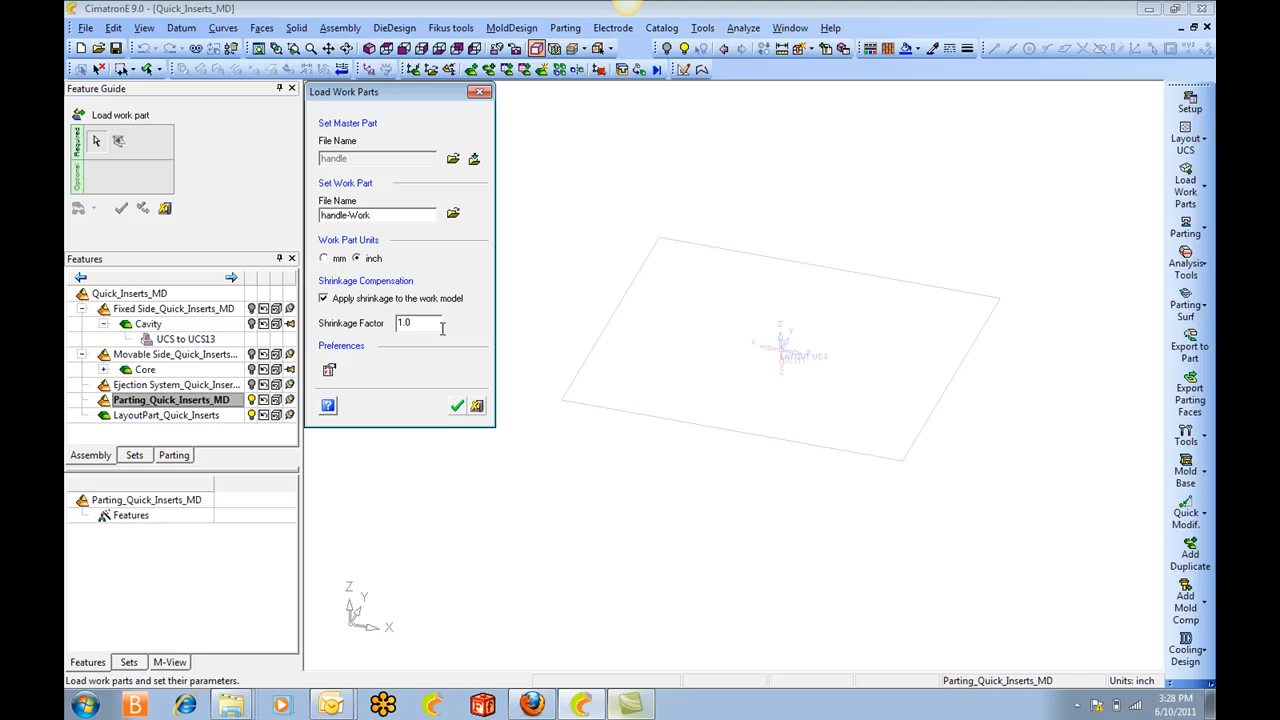 CimatronE 9.0 - [Quick_Inserts_MD]
File Edit View Datum Curves Faces Solid Assembly DieDesign Fikus tools MoldDesign Parting Electrode Catalog Tools Analyze Window Help
Feature Guide
Load work part
Required
Optional
Features
Quick_Inserts_MD
Fixed Side_Quick_Inserts_MD
Cavity
UCS to UCS13
Movable Side_Quick_Inserts...
Core
Ejection System_Quick_Inser...
Parting_Quick_Inserts_MD
LayoutPart_Quick_Inserts
Assembly Sets Parting
Parting_Quick_Inserts_MD
Features
Features Sets M-View
Load Work Parts
Set Master Part
File Name
handle
Set Work Part
File Name
handle-Work
Work Part Units
mm inch
Shrinkage Compensation
Apply shrinkage to the work model
Shrinkage Factor 1.0
Preferences
Z
Y
X
Z
Y
Setup
Layout UCS
Load Work Parts
Parting
Analysis Tools
Parting Surf
Export to Part
Export Parting Faces
Tools
Mold Base
Quick Modif.
Add Duplicate
Add Mold Comp
Cooling Design
Load work parts and set their parameters.
Parting_Quick_Inserts_MD
Units: inch
3:28 PM
6/10/2011